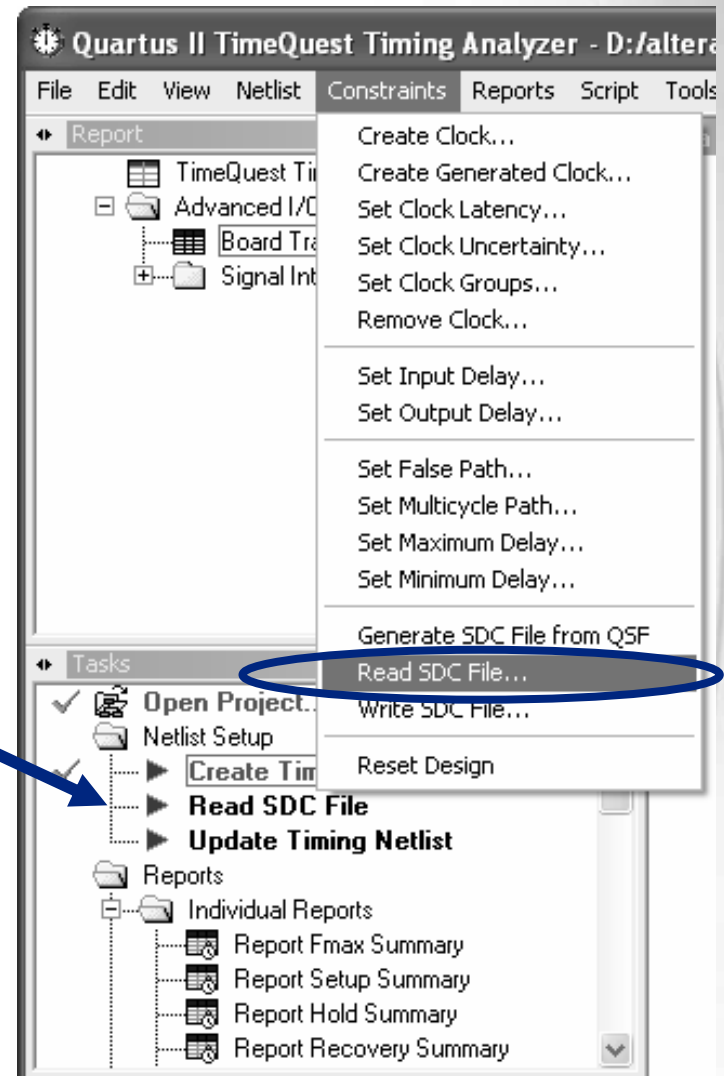 Quartus II TimeQuest Timing Analyzer - D:/altera
File Edit View Netlist Constraints Reports Script Tools
Report
TimeQuest
Advanced I/O
Board
Signal
Create Clock...
Create Generated Clock...
Set Clock Latency...
Set Clock Uncertainty...
Set Clock Groups...
Remove Clock...
Set Input Delay...
Set Output Delay...
Set False Path...
Set Multicycle Path...
Set Maximum Delay...
Set Minimum Delay...
Generate SDC File from QSF
Read SDC File...
Write SDC File...
Reset Design
Tasks
Open Project..
Netlist Setup
Create
Read SDC File
Update Timing Netlist
Reports
Individual Reports
Report Fmax Summary
Report Setup Summary
Report Hold Summary
Report Recovery Summary